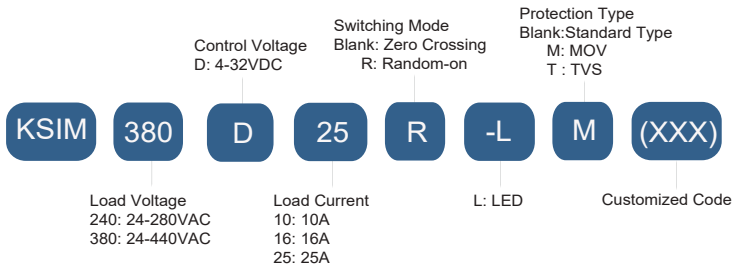 Control Voltage
D: 4-32VDC
Switching Mode
Blank: Zero Crossing
R: Random-on
Protection Type
Blank:Standard Type
M: MOV
T : TVS
KSIM 380 D 25 R -L M (XXX)
Load Voltage
240: 24-280VAC
380: 24-440VAC
Load Current
10: 10A
16: 16A
25: 25A
L: LED
Customized Code